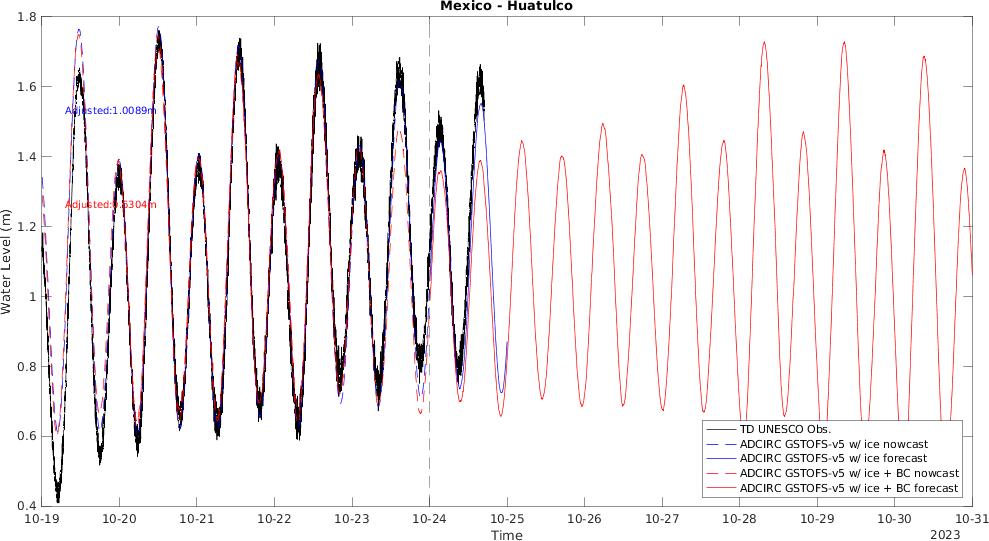 Mexico - Huatulco
1.8
1.6
1.4
1.2
1
0.8
0.6
0.4
Water Level (m)
Adjusted:1.0089m
TD UNESCO Obs.
ADCIRC GSTOFS-v5 w/ ice nowcast
ADCIRC GSTOFS-v5 w/ ice forecast
ADCIRC GSTOFS-v5 w/ ice + BC nowcast
ADCIRC GSTOFS-v5 w/ ice + BC forecast
10-19 10-20 10-21 10-22 10-23 10-24 10-25 10-26 10-27 10-28 10-29 10-30 10-31
Time
2023